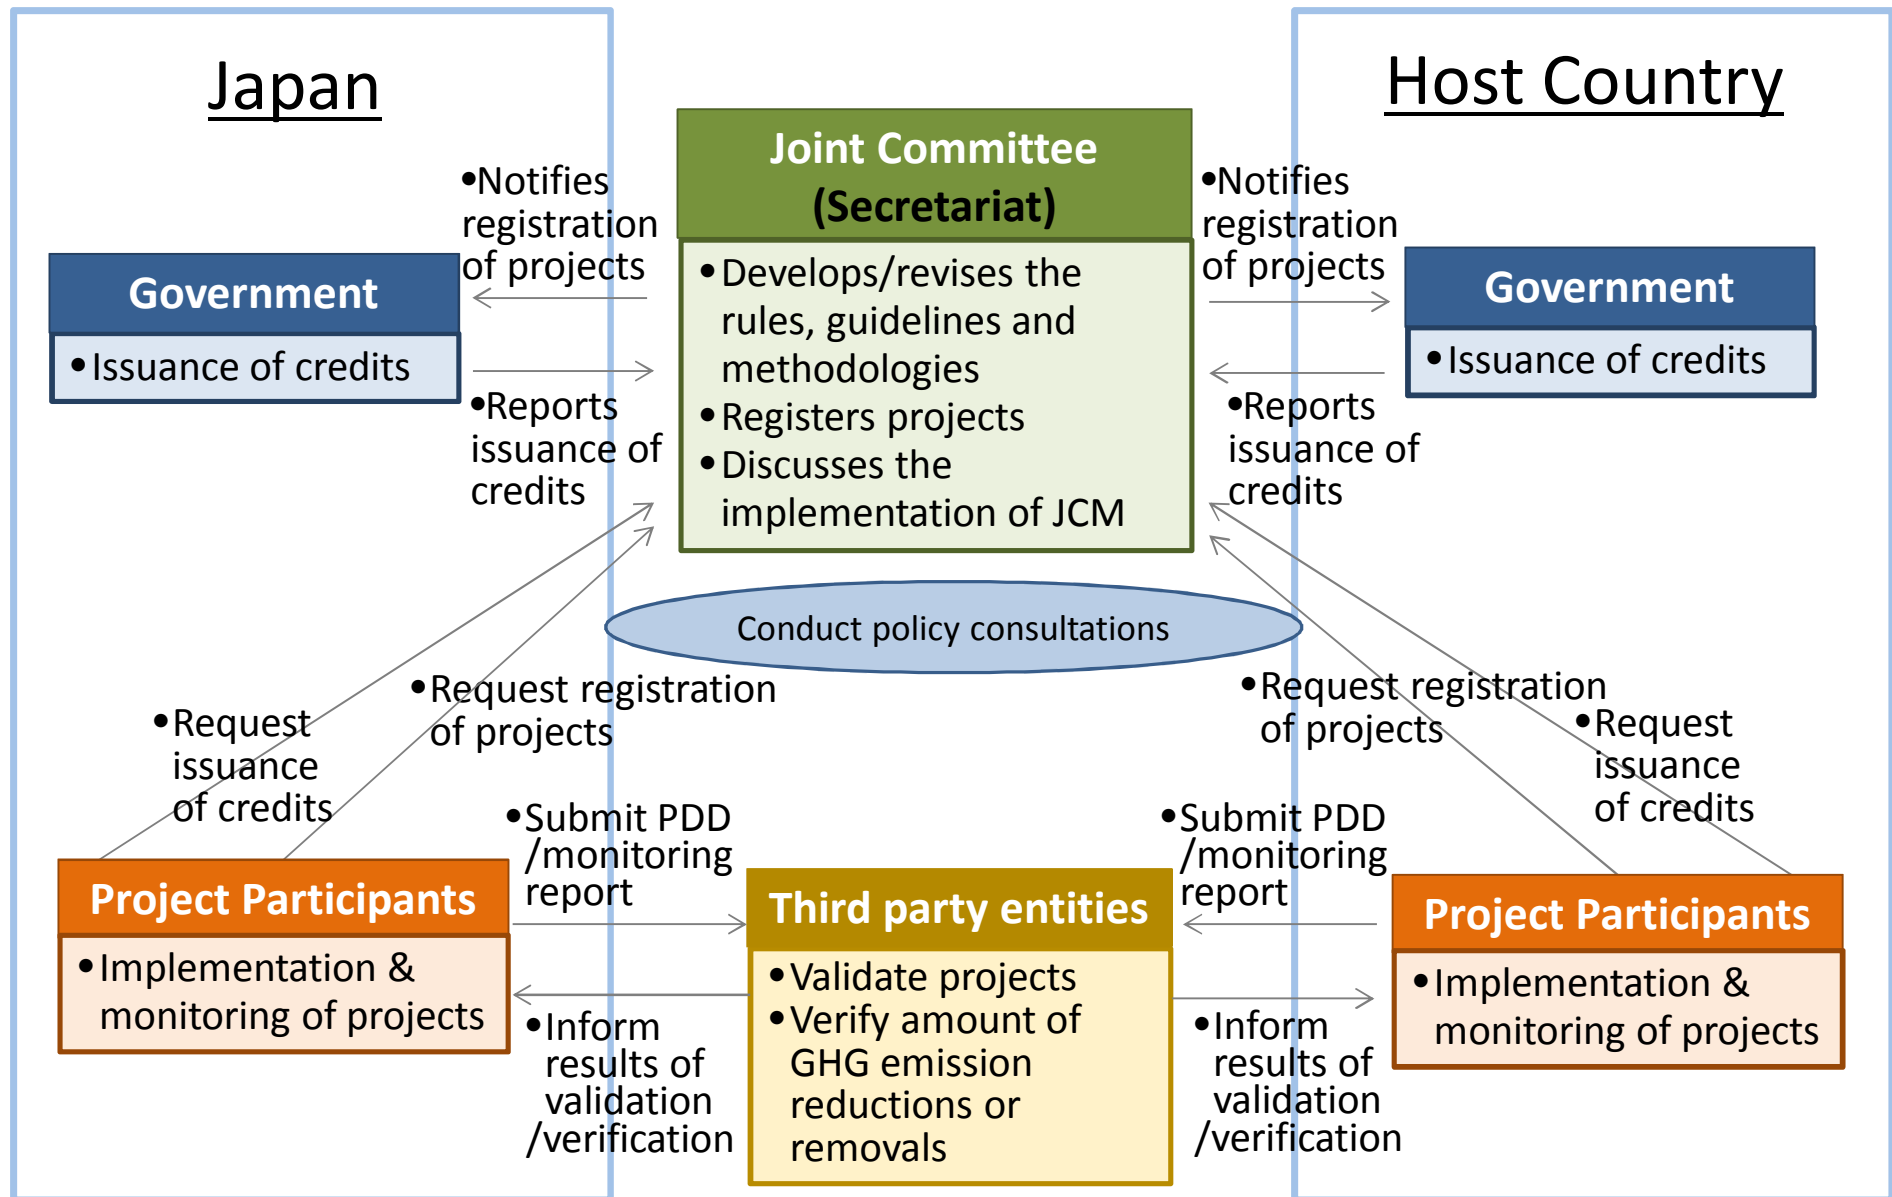 Japan
Host Country
Joint Committee
(Secretariat)
•Develops/revises the
rules, guidelines and
methodologies
•Registers projects
•Discusses the
implementation of JCM
•Notifies
registration
of projects
•Notifies
registration
of projects
Government
•Issuance of credits
Government
•Issuance of credits
•Reports
issuance of
credits
•Reports
issuance of
credits
Conduct policy consultations
•Request
issuance
of credits
•Request registration
of projects
•Request registration
of projects
•Request
issuance
of credits
•Submit PDD
/monitoring
report
•Submit PDD
/monitoring
report
Project Participants
•Implementation &
monitoring of projects
Third party entities
•Validate projects
•Verify amount of
GHG emission
reductions or
removals
Project Participants
•Implementation &
monitoring of projects
•Inform
results of
validation
/verification
•Inform
results of
validation
/verification